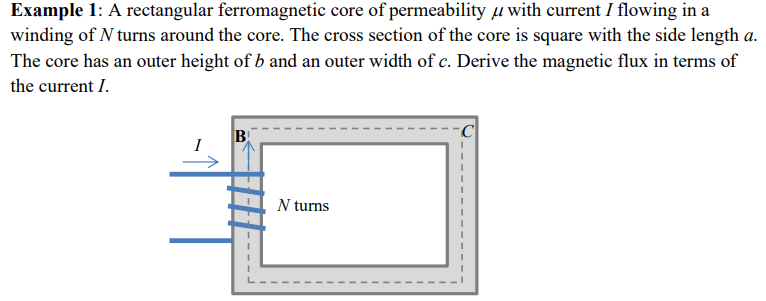 Example 1: A rectangular ferromagnetic core of permeability μ with current I flowing in a
winding of N turns around the core. The cross section of the core is square with the side length a.
The core has an outer height of b and an outer width of c. Derive the magnetic flux in terms of
the current I.
B
C
I
N turns